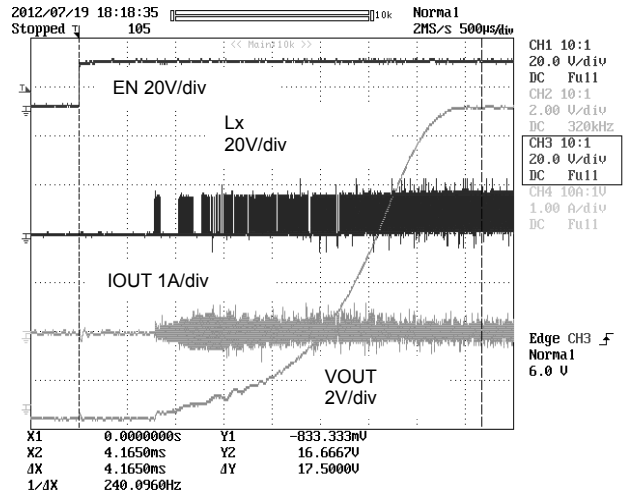 2012/07/19 18:18:35 10k Normal
Stopped 105 2MS/s 500µs/div
<< Main:10k >>
CH1 10:1
20.0 V/div
DC Full
CH2 10:1
2.00 V/div
DC 320kHz
CH3 10:1
20.0 V/div
DC Full
CH4 10A:1V
1.00 A/div
DC Full
EN 20V/div
Lx
20V/div
IOUT 1A/div
VOUT
2V/div
Edge CH3
Normal
6.0 V
X1 0.0000000s Y1 -833.333mV
X2 4.1650ms Y2 16.6667V
ΔX 4.1650ms ΔY 17.5000V
1/ΔX 240.0960Hz